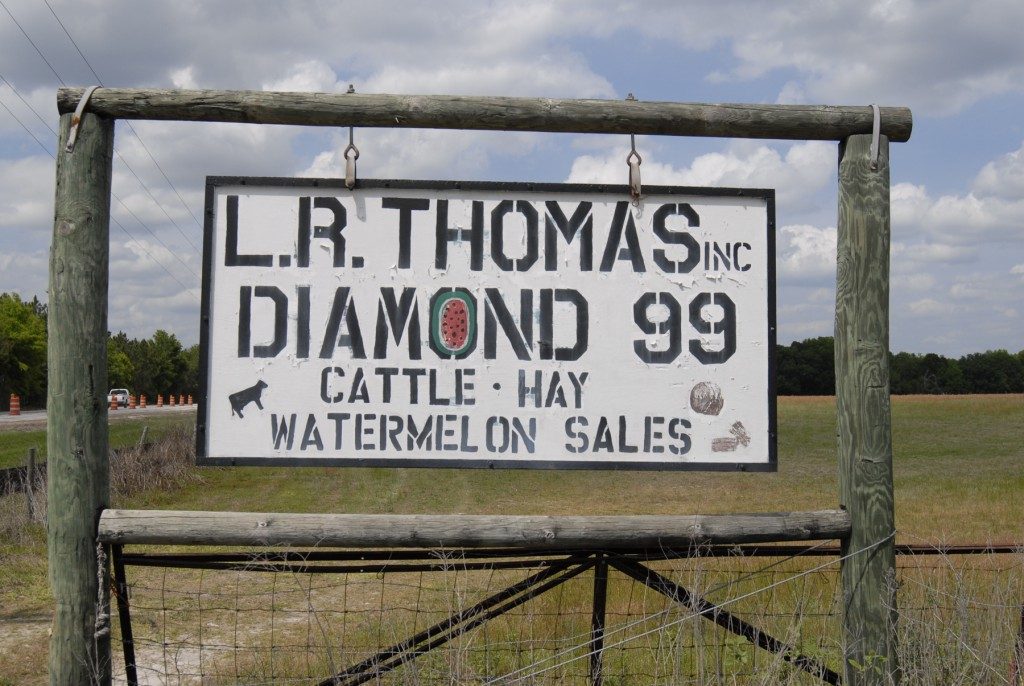 L.R. THOMAS INC
DIAMOND 99
CATTLE · HAY
WATERMELON SALES